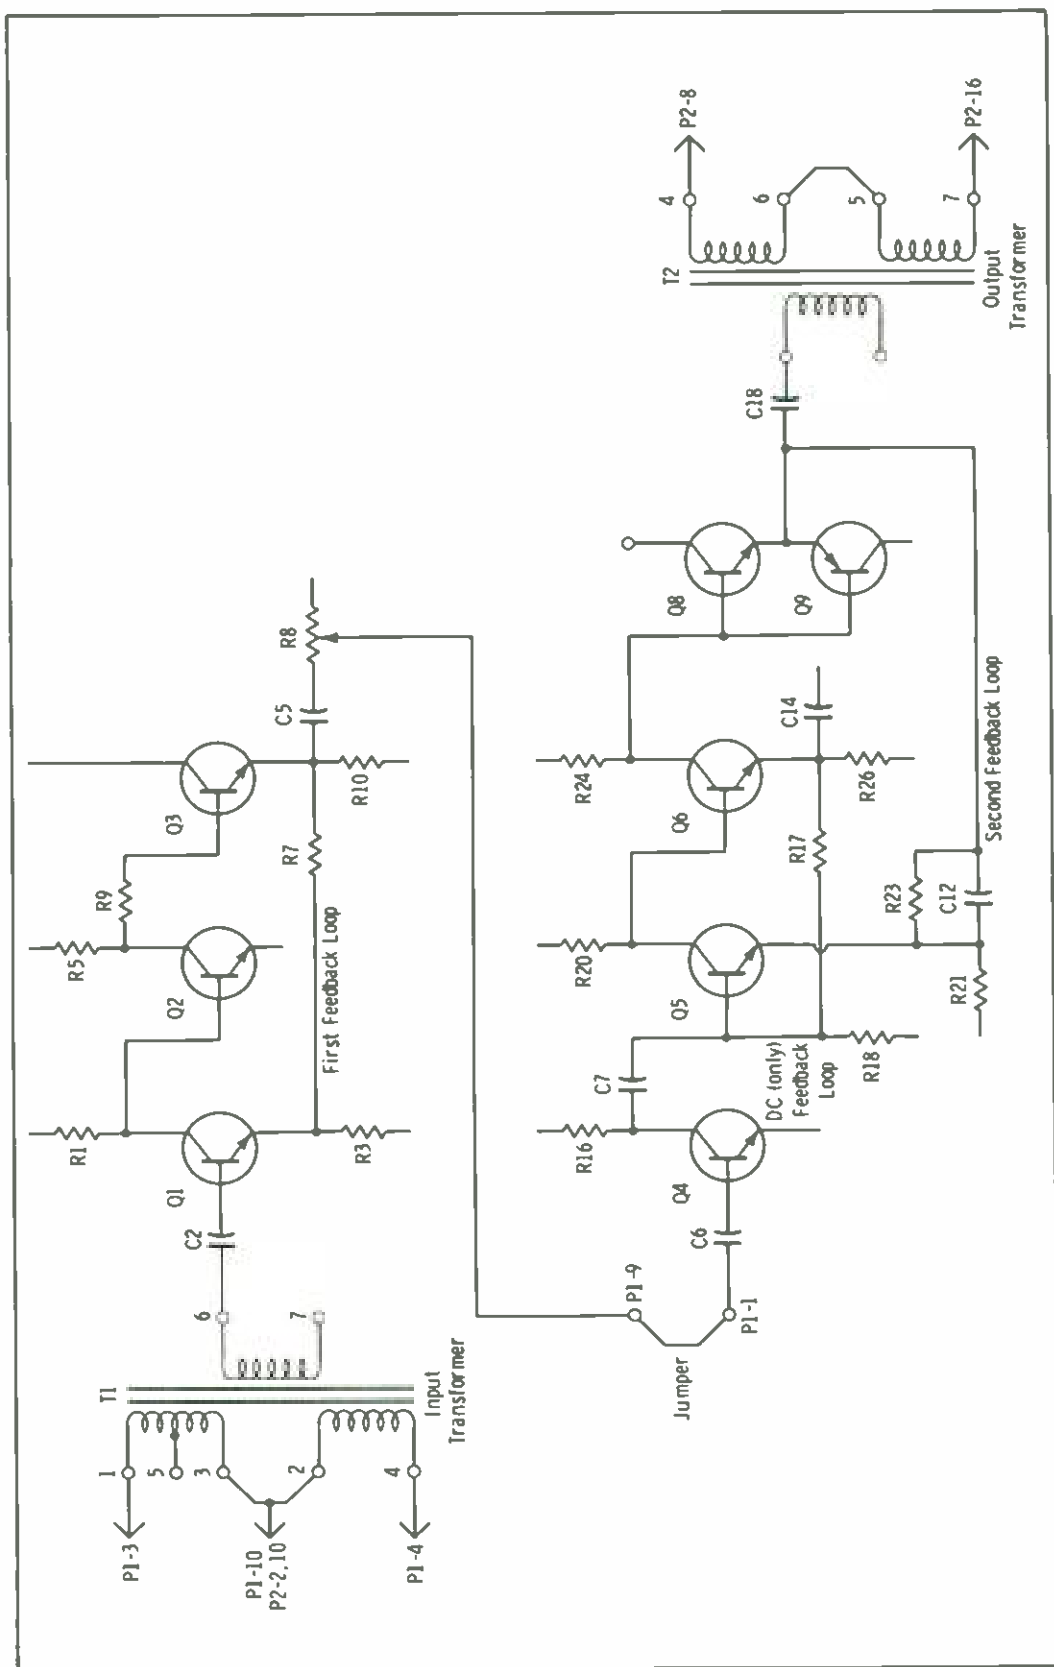 P1-3
P1-10
P2-2,10
P1-4
1
5
3
2
4
T1
Input
Transformer
6
7
C2
Q1
R1
R3
Q2
R5
R9
First Feedback Loop
Q3
R7
R10
C5
R8
Jumper
P1-9
P1-1
C6
Q4
R16
C7
DC (only)
Feedback
Loop
R18
Q5
R20
R21
R23
C12
R17
Q6
R24
R26
C14
Second Feedback Loop
Q8
Q9
C18
T2
Output
Transformer
4
6
5
7
P2-8
P2-16